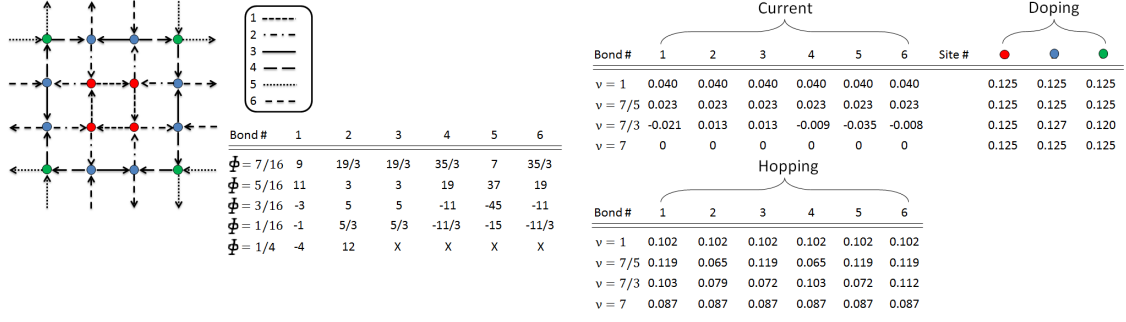 1
2
3
4
5
6
Bond # 1 2 3 4 5 6
Φ = 7/16 9 19/3 19/3 35/3 7 35/3
Φ = 5/16 11 3 3 19 37 19
Φ = 3/16 -3 5 5 -11 -45 -11
Φ = 1/16 -1 5/3 5/3 -11/3 -15 -11/3
Φ = 1/4 -4 12 X X X X
Current
Bond # 1 2 3 4 5 6
ν = 1 0.040 0.040 0.040 0.040 0.040 0.040
ν = 7/5 0.023 0.023 0.023 0.023 0.023 0.023
ν = 7/3 -0.021 0.013 0.013 -0.009 -0.035 -0.008
ν = 7 0 0 0 0 0 0
Doping
Site #
0.125 0.125 0.125
0.125 0.125 0.125
0.125 0.127 0.120
0.125 0.125 0.125
Hopping
Bond # 1 2 3 4 5 6
ν = 1 0.102 0.102 0.102 0.102 0.102 0.102
ν = 7/5 0.119 0.065 0.119 0.065 0.119 0.119
ν = 7/3 0.103 0.079 0.072 0.103 0.072 0.112
ν = 7 0.087 0.087 0.087 0.087 0.087 0.087